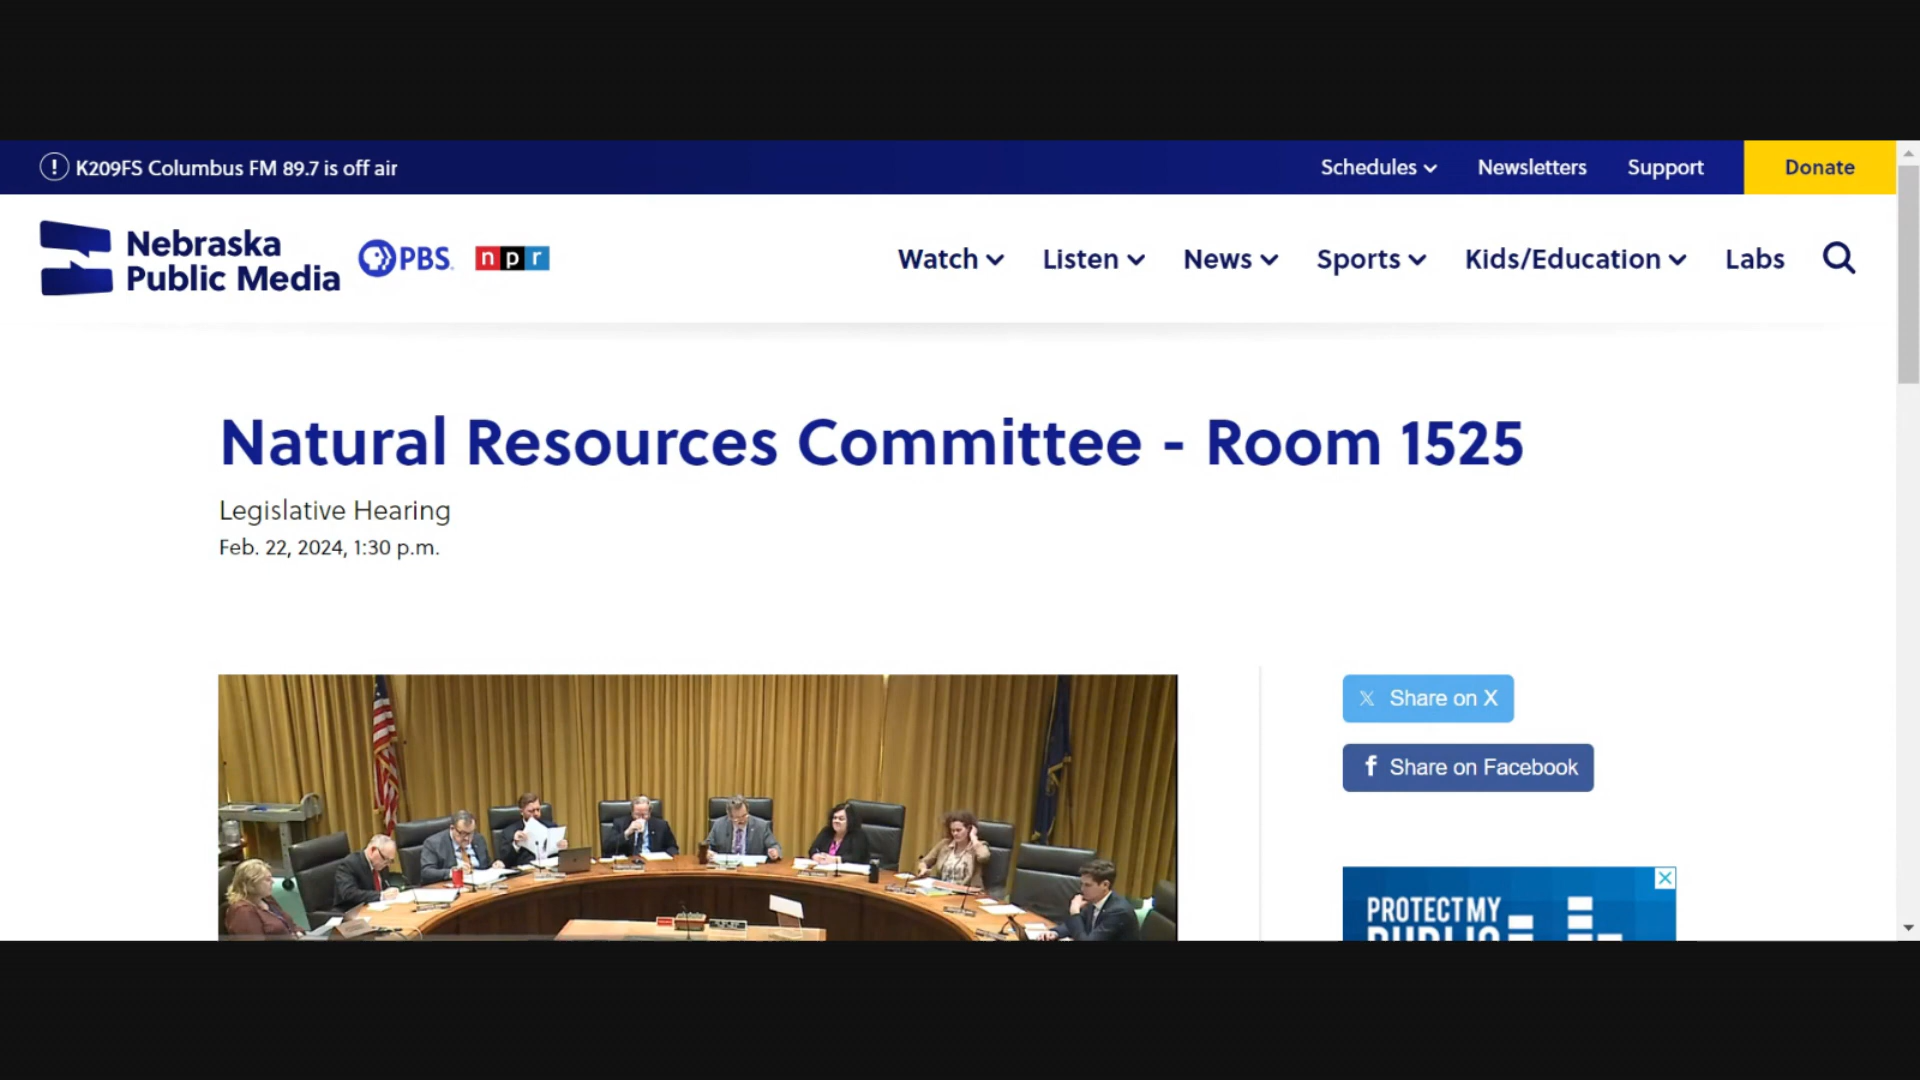 K209FS Columbus FM 89.7 is off air
Schedules
Newsletters
Support
Donate
Nebraska
Public Media
PBS
npr
Watch
Listen
News
Sports
Kids/Education
Labs
Natural Resources Committee - Room 1525
Legislative Hearing
Feb. 22, 2024, 1:30 p.m.
Share on X
Share on Facebook
PROTECT MY
PUBLIC